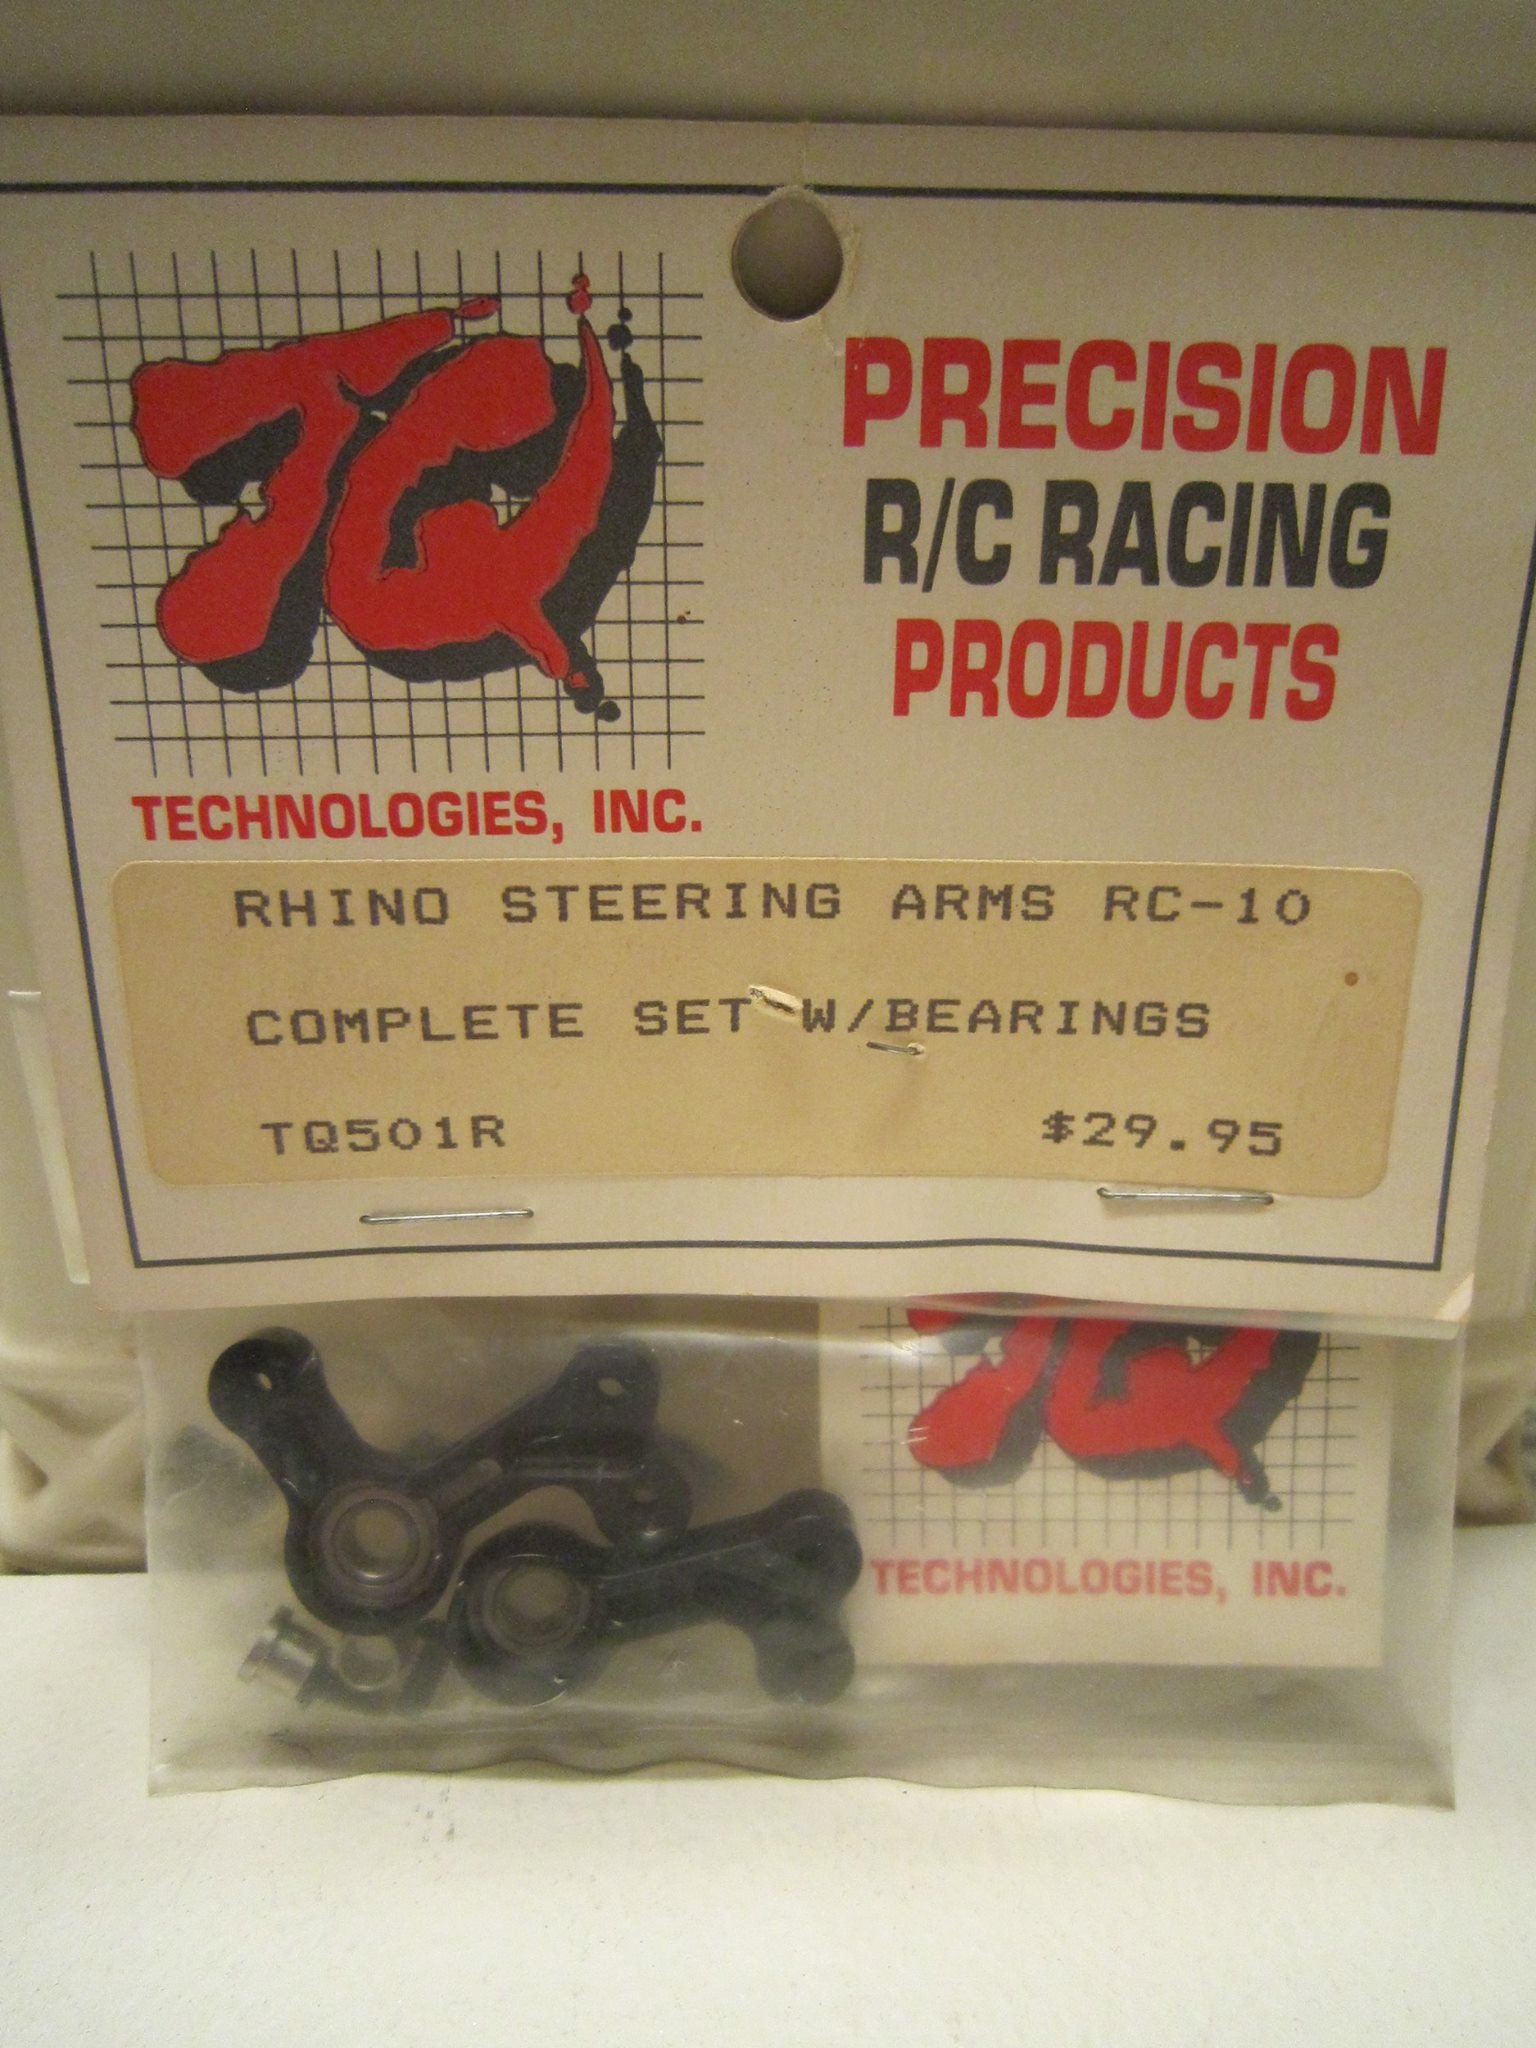 TQ
TECHNOLOGIES, INC.
PRECISION
R/C RACING
PRODUCTS
RHINO STEERING ARMS RC-10
COMPLETE SET W/BEARINGS
TQ501R $29.95
TQ
TECHNOLOGIES, INC.